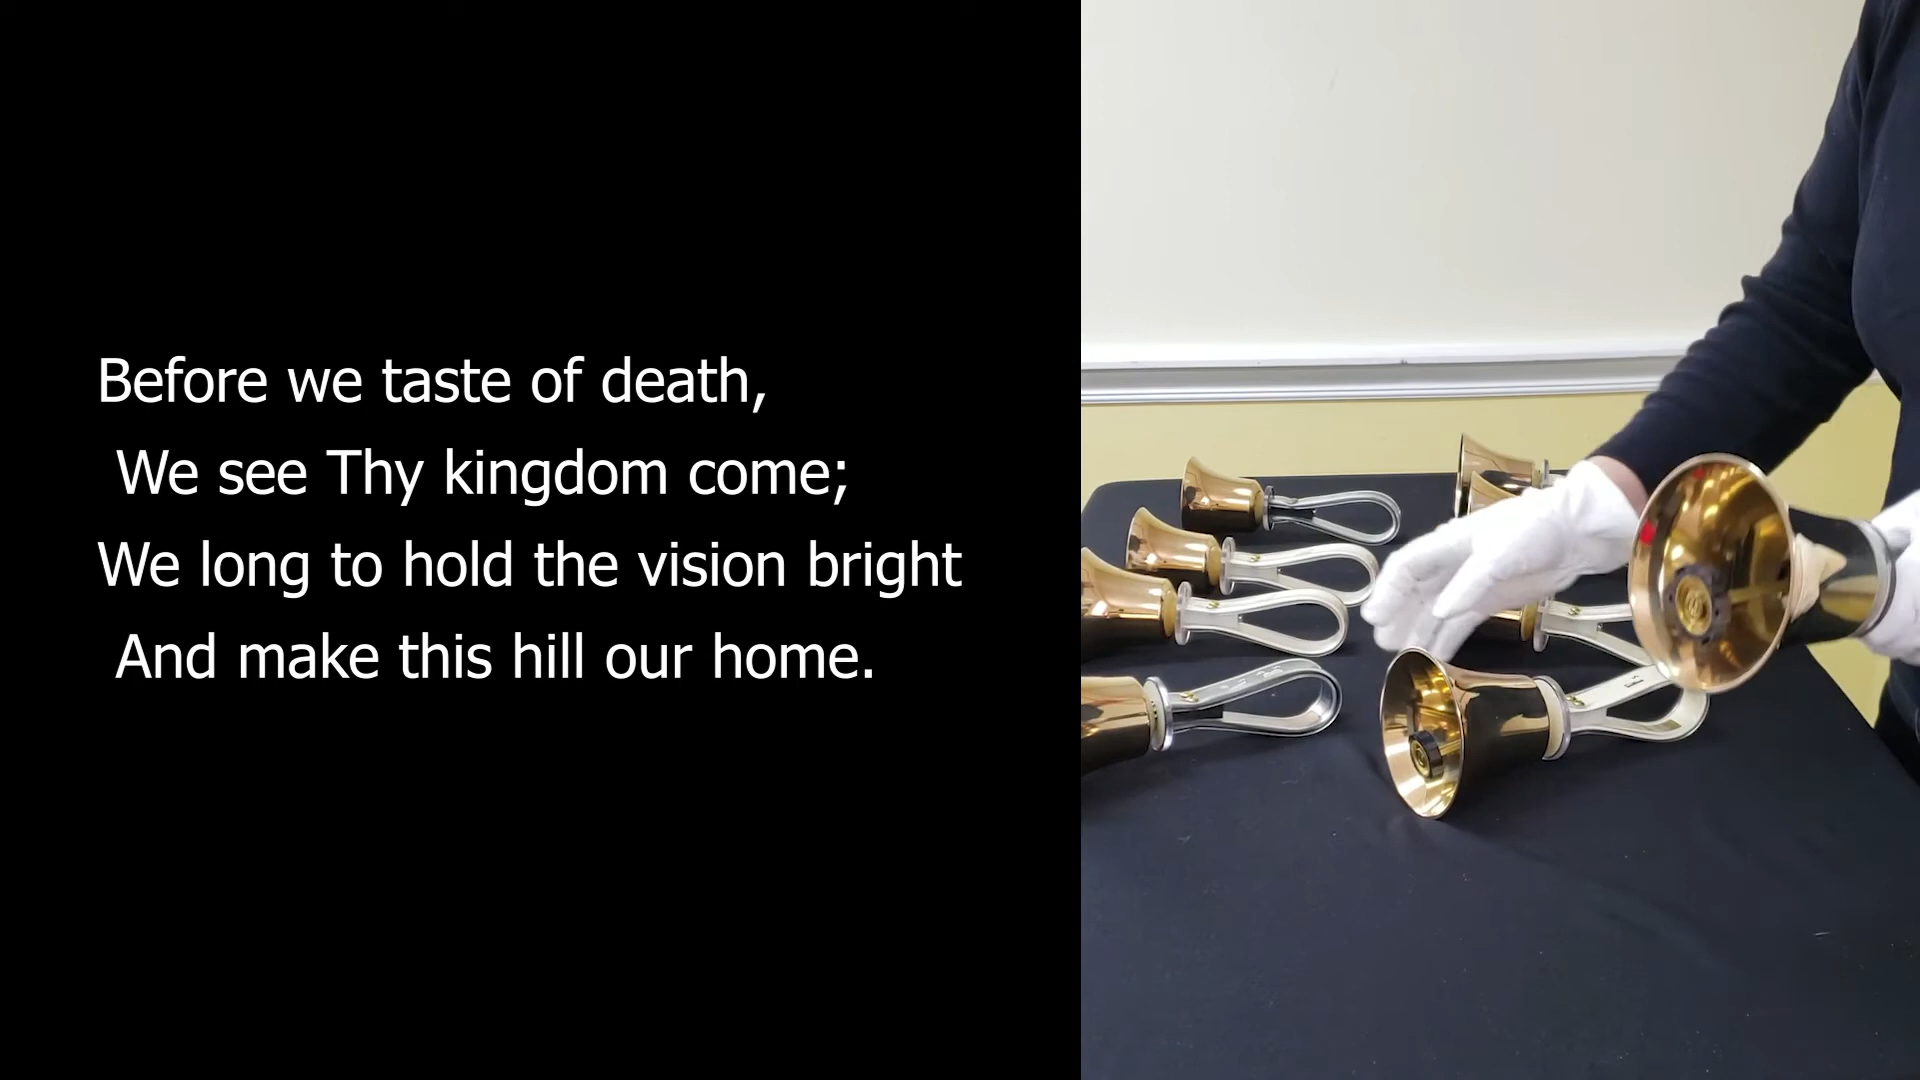 Before we taste of death,
We see Thy kingdom come;
We long to hold the vision bright
And make this hill our home.